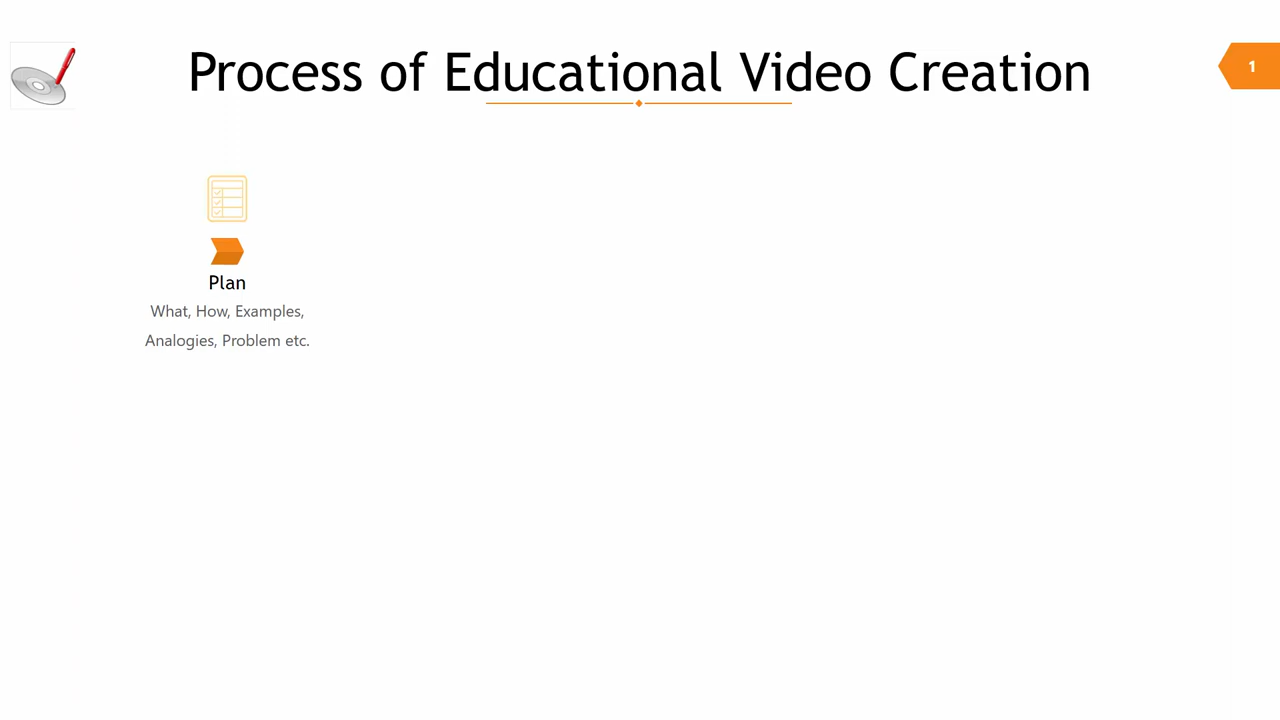 Process of Educational Video Creation
1
Plan
What, How, Examples,
Analogies, Problem etc.